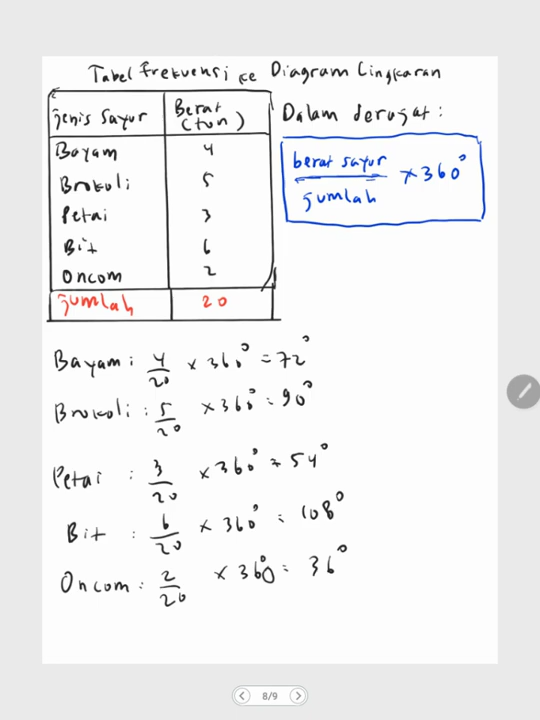 Tabel frekuensi ke Diagram Lingkaran
Jenis Sayur Berat (tun)
Bayam 4
Brokoli 5
Petai 3
Bit 6
Oncom 2
Jumlah 20
Dalam derajat :
berat sayur
jumlah × 360°
Bayam : 4/20 × 360° = 72°
Brokoli : 5/20 × 360° = 90°
Petai : 3/20 × 360° = 54°
Bit : 6/20 × 360° = 108°
Oncom : 2/20 × 360° = 36°
8/9